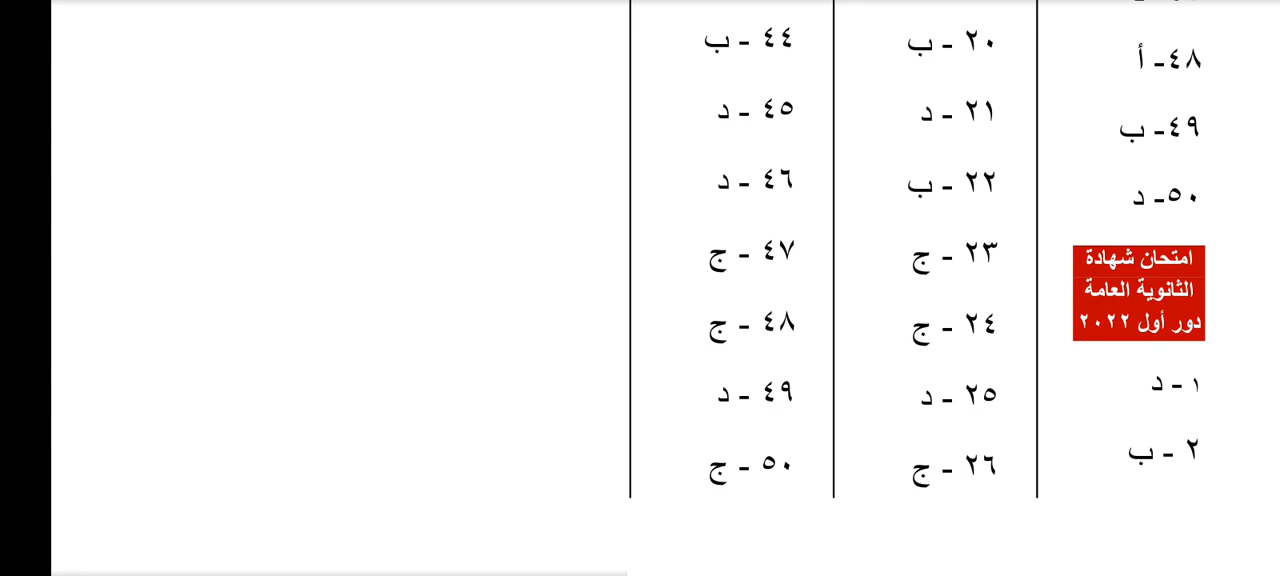 ٤٨- أ
٤٩- ب
٥٠- د
امتحان شهادة
الثانوية العامة
دور أول ٢٠٢٢
١ - د
٢ - ب
٢٠ - ب
٢١ - د
٢٢ - ب
٢٣ - ج
٢٤ - ج
٢٥ - د
٢٦ - ج
٤٤ - ب
٤٥ - د
٤٦ - د
٤٧ - ج
٤٨ - ج
٤٩ - د
٥٠ - ج